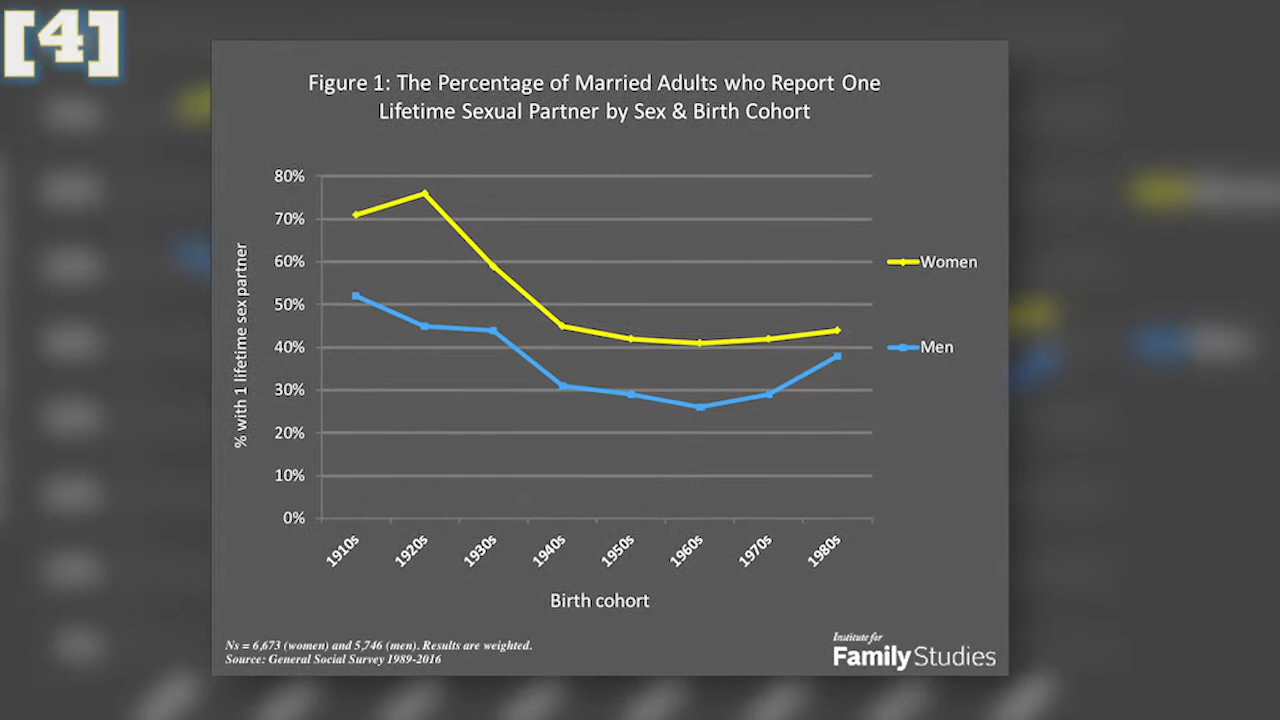 [4]
Figure 1: The Percentage of Married Adults who Report One
Lifetime Sexual Partner by Sex & Birth Cohort
80%
70%
60%
50%
40%
30%
20%
10%
0%
% with 1 lifetime sex partner
Women
Men
1910s
1920s
1930s
1940s
1950s
1960s
1970s
1980s
Birth cohort
Ns = 6,673 (women) and 5,746 (men). Results are weighted.
Source: General Social Survey 1989-2016
Institute for
Family Studies